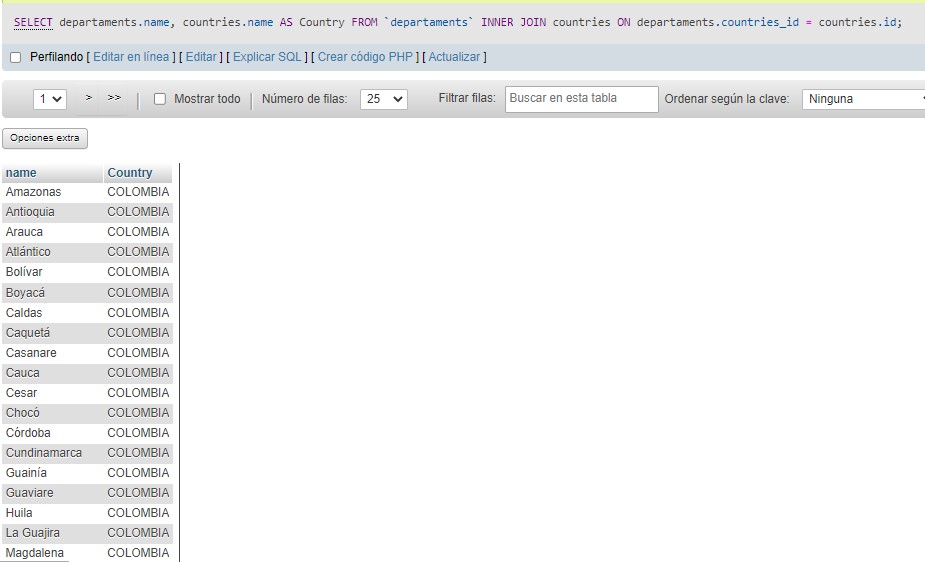 SELECT departaments.name, countries.name AS Country FROM `departaments` INNER JOIN countries ON departaments.countries_id = countries.id;
Perfilando [ Editar en línea ] [ Editar ] [ Explicar SQL ] [ Crear código PHP ] [ Actualizar ]
1 > >> Mostrar todo Número de filas: 25 Filtrar filas: Buscar en esta tabla Ordenar según la clave: Ninguna
Opciones extra
name Country
Amazonas COLOMBIA
Antioquia COLOMBIA
Arauca COLOMBIA
Atlántico COLOMBIA
Bolívar COLOMBIA
Boyacá COLOMBIA
Caldas COLOMBIA
Caquetá COLOMBIA
Casanare COLOMBIA
Cauca COLOMBIA
Cesar COLOMBIA
Chocó COLOMBIA
Córdoba COLOMBIA
Cundinamarca COLOMBIA
Guainía COLOMBIA
Guaviare COLOMBIA
Huila COLOMBIA
La Guajira COLOMBIA
Magdalena COLOMBIA